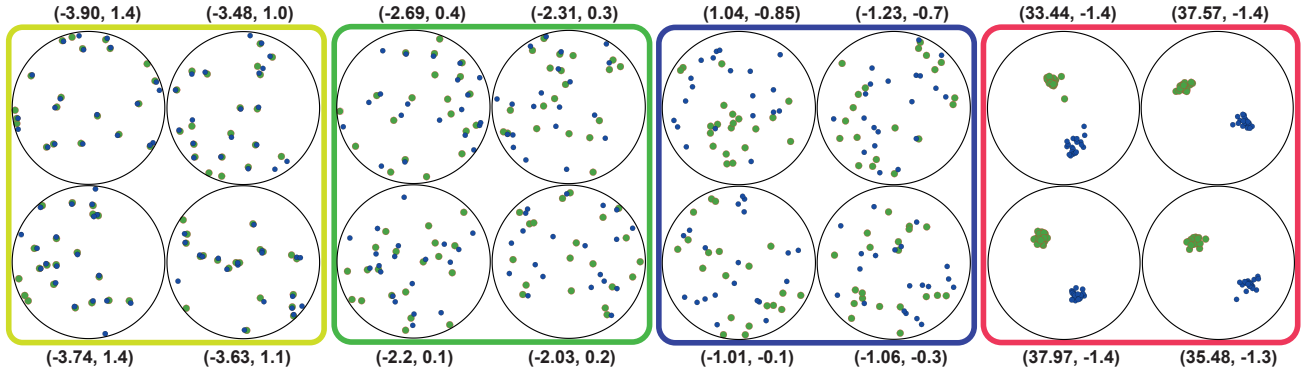 (-3.90, 1.4) (-3.48, 1.0) (-2.69, 0.4) (-2.31, 0.3) (1.04, -0.85) (-1.23, -0.7) (33.44, -1.4) (37.57, -1.4)
(-3.74, 1.4) (-3.63, 1.1) (-2.2, 0.1) (-2.03, 0.2) (-1.01, -0.1) (-1.06, -0.3) (37.97, -1.4) (35.48, -1.3)